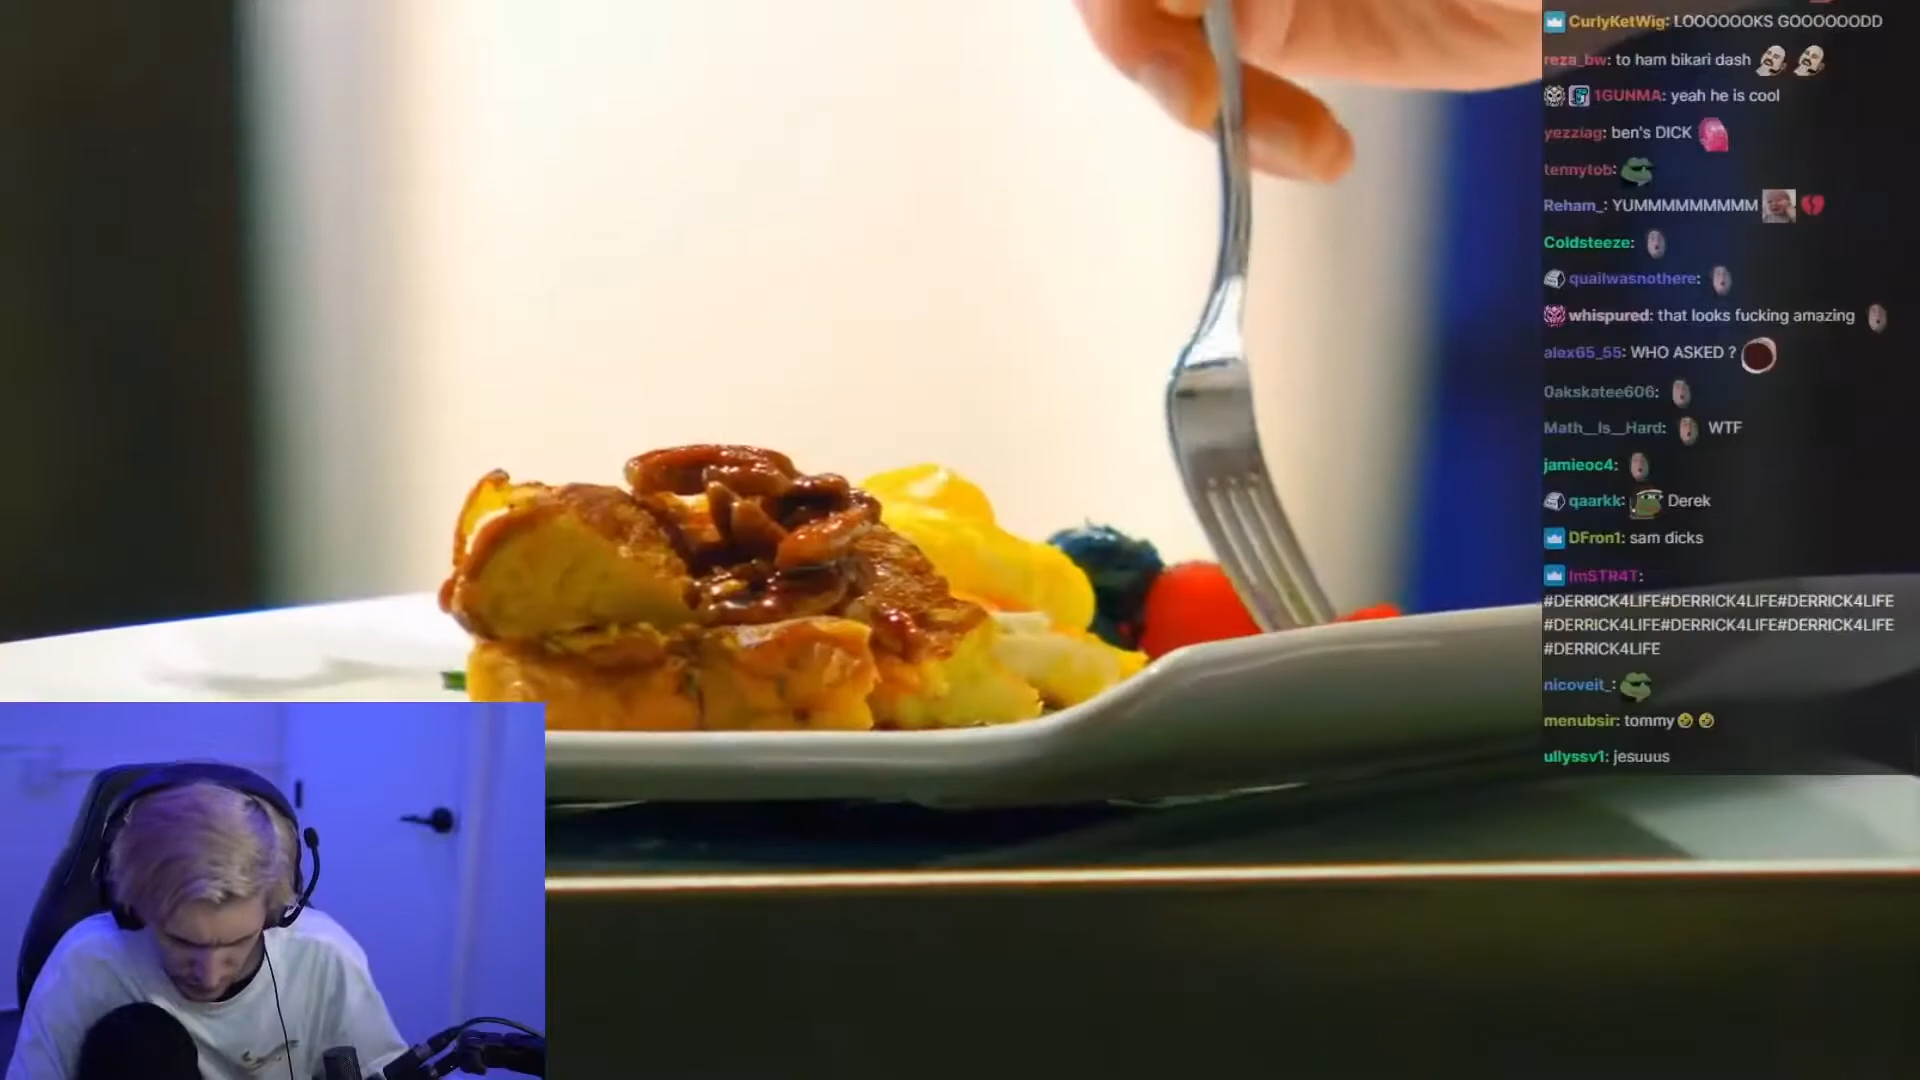 CurlyKetWig: LOOOOOOKS GOOOOOODD
reza_bw: to ham bikari dash
1GUNMA: yeah he is cool
yezziag: ben's DICK
tennytob:
Reham_: YUMMMMMMMMM
Coldsteeze:
quailwasnothere:
whispured: that looks fucking amazing
alex65_55: WHO ASKED ?
0akskatee606:
Math__Is__Hard: WTF
jamieoc4:
qaarkk: Derek
DFron1: sam dicks
ImSTR4T:
#DERRICK4LIFE#DERRICK4LIFE#DERRICK4LIFE
#DERRICK4LIFE#DERRICK4LIFE#DERRICK4LIFE
#DERRICK4LIFE
nicoveit_:
menubsir: tommy
ullyssv1: jesuuus